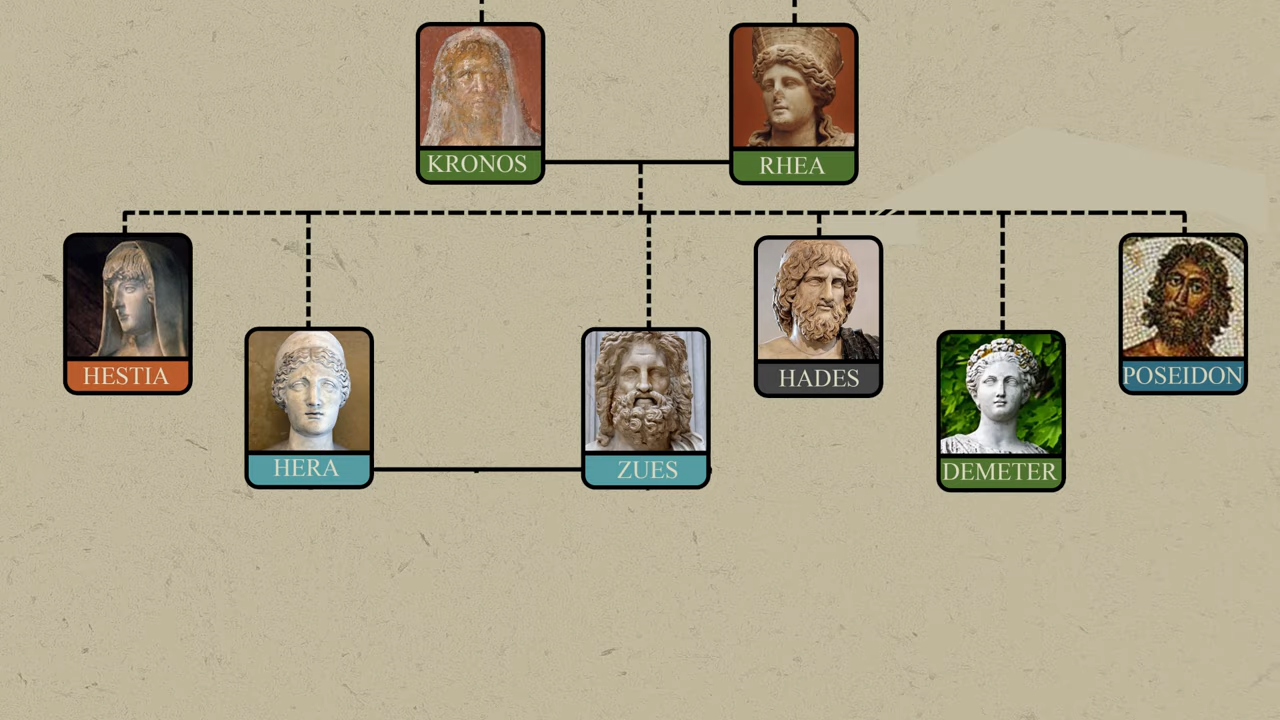 KRONOS
RHEA
HESTIA
HERA
ZUES
HADES
DEMETER
POSEIDON